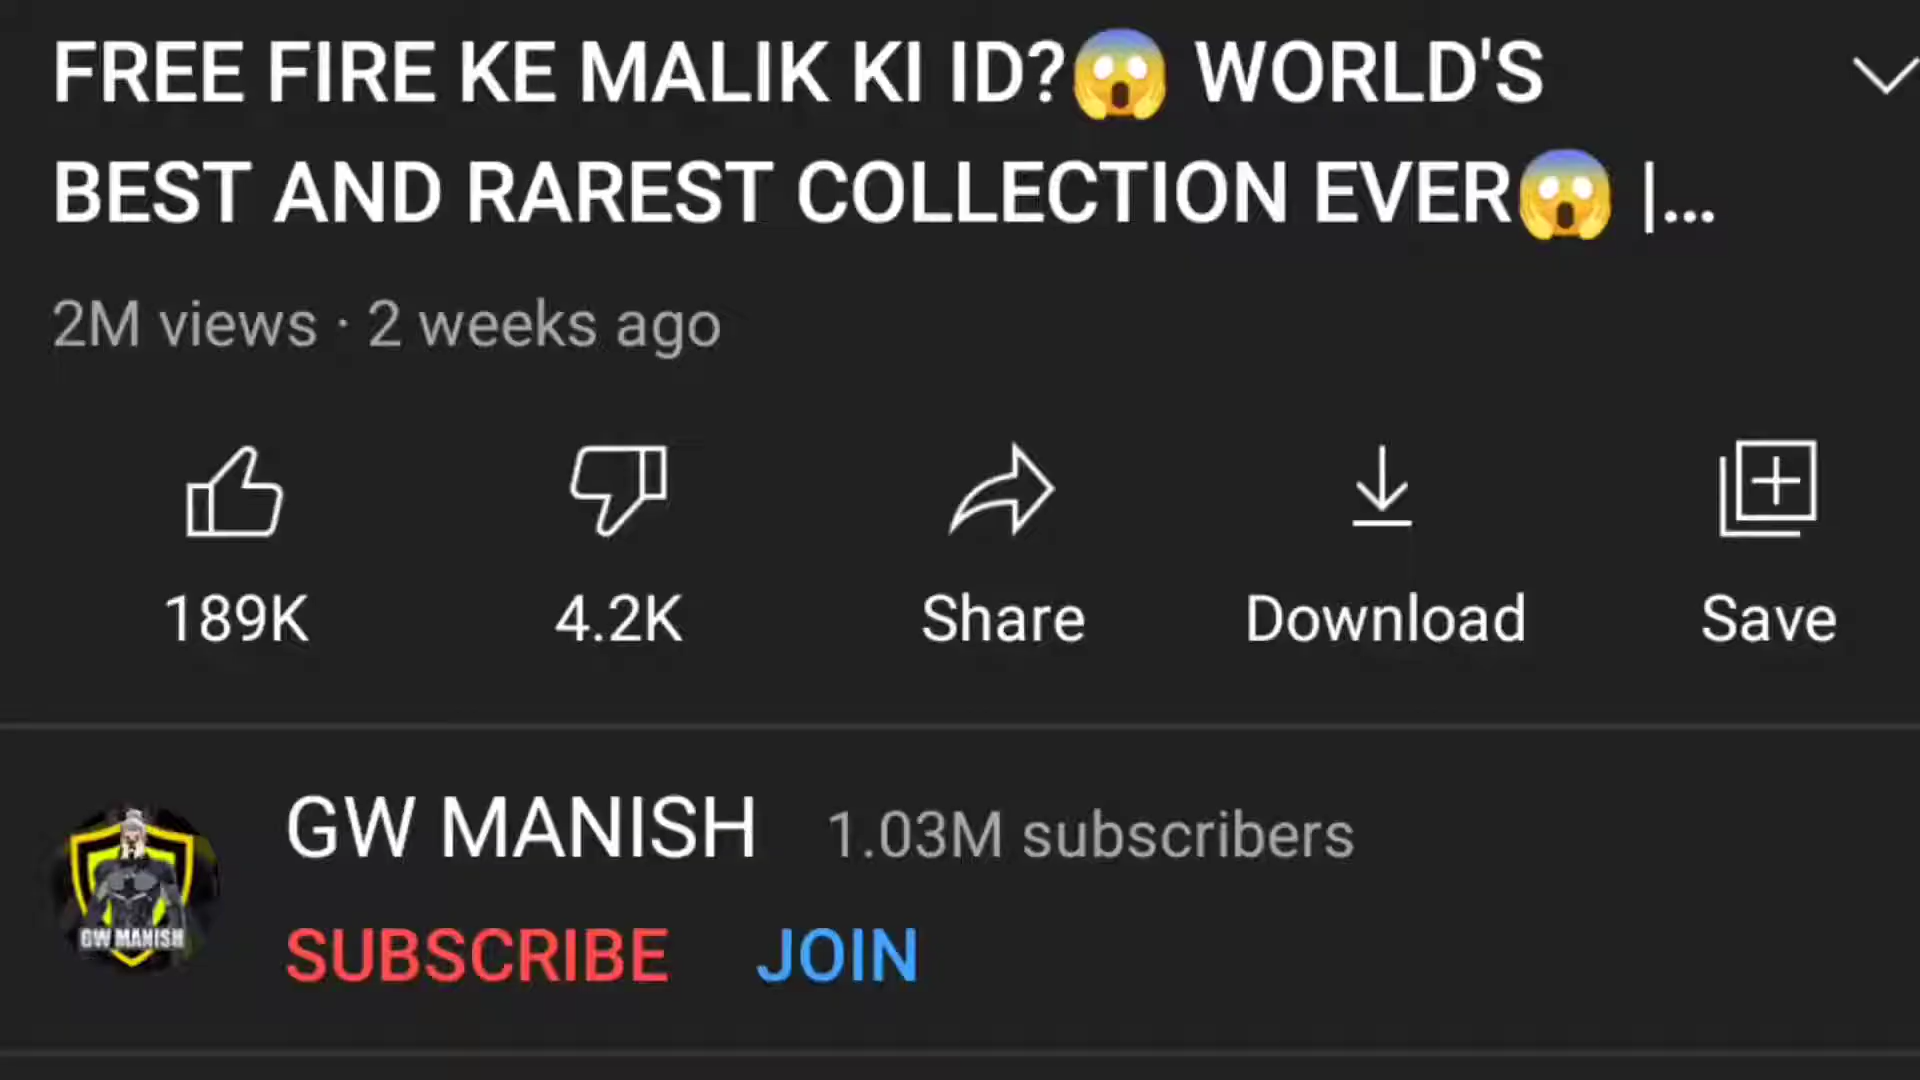 FREE FIRE KE MALIK KI ID?😱 WORLD'S
BEST AND RAREST COLLECTION EVER😱 |...
2M views · 2 weeks ago
189K 4.2K Share Download Save
GW MANISH 1.03M subscribers
GW MANISH
SUBSCRIBE JOIN